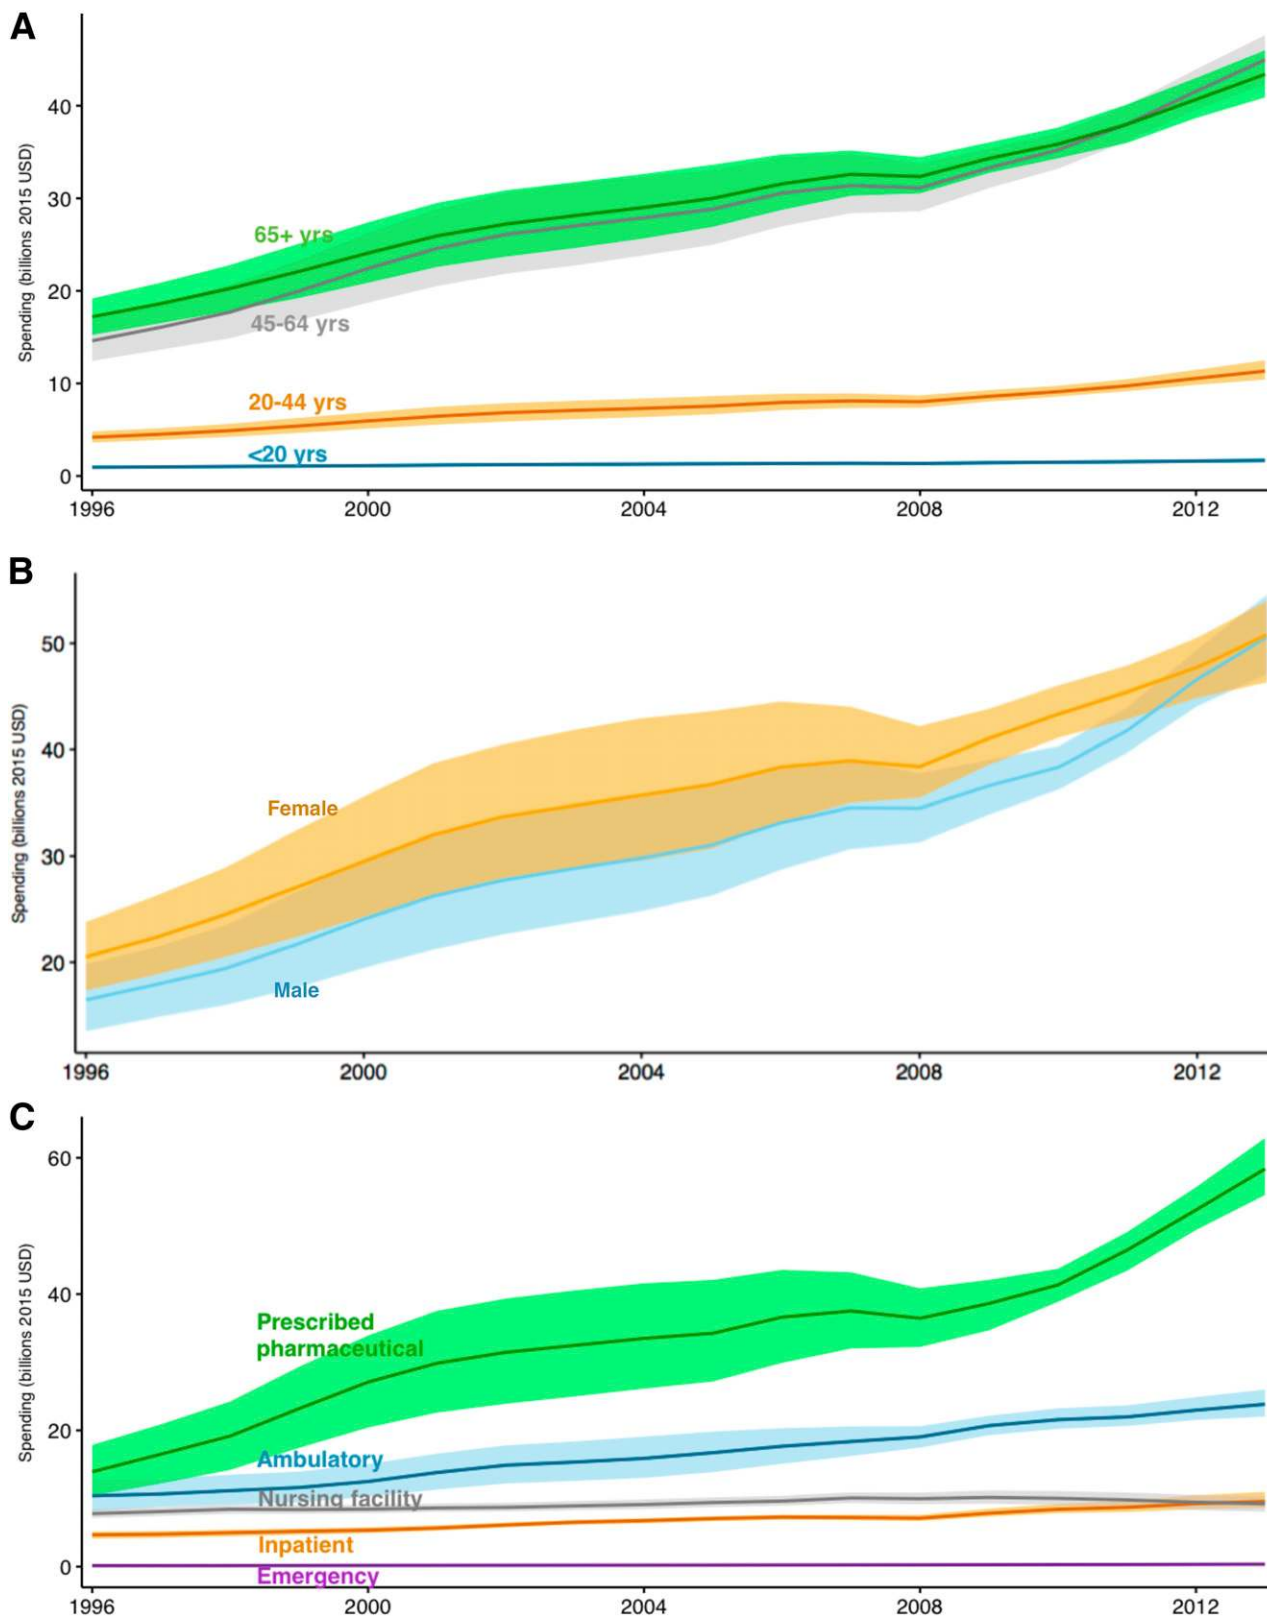 A
Spending (billions 2015 USD)
40
30
20
10
0
65+ yrs
45-64 yrs
20-44 yrs
<20 yrs
1996 2000 2004 2008 2012
B
Spending (billions 2015 USD)
50
40
30
20
Female
Male
1996 2000 2004 2008 2012
C
Spending (billions 2015 USD)
60
40
20
0
Prescribed
pharmaceutical
Ambulatory
Nursing facility
Inpatient
Emergency
1996 2000 2004 2008 2012